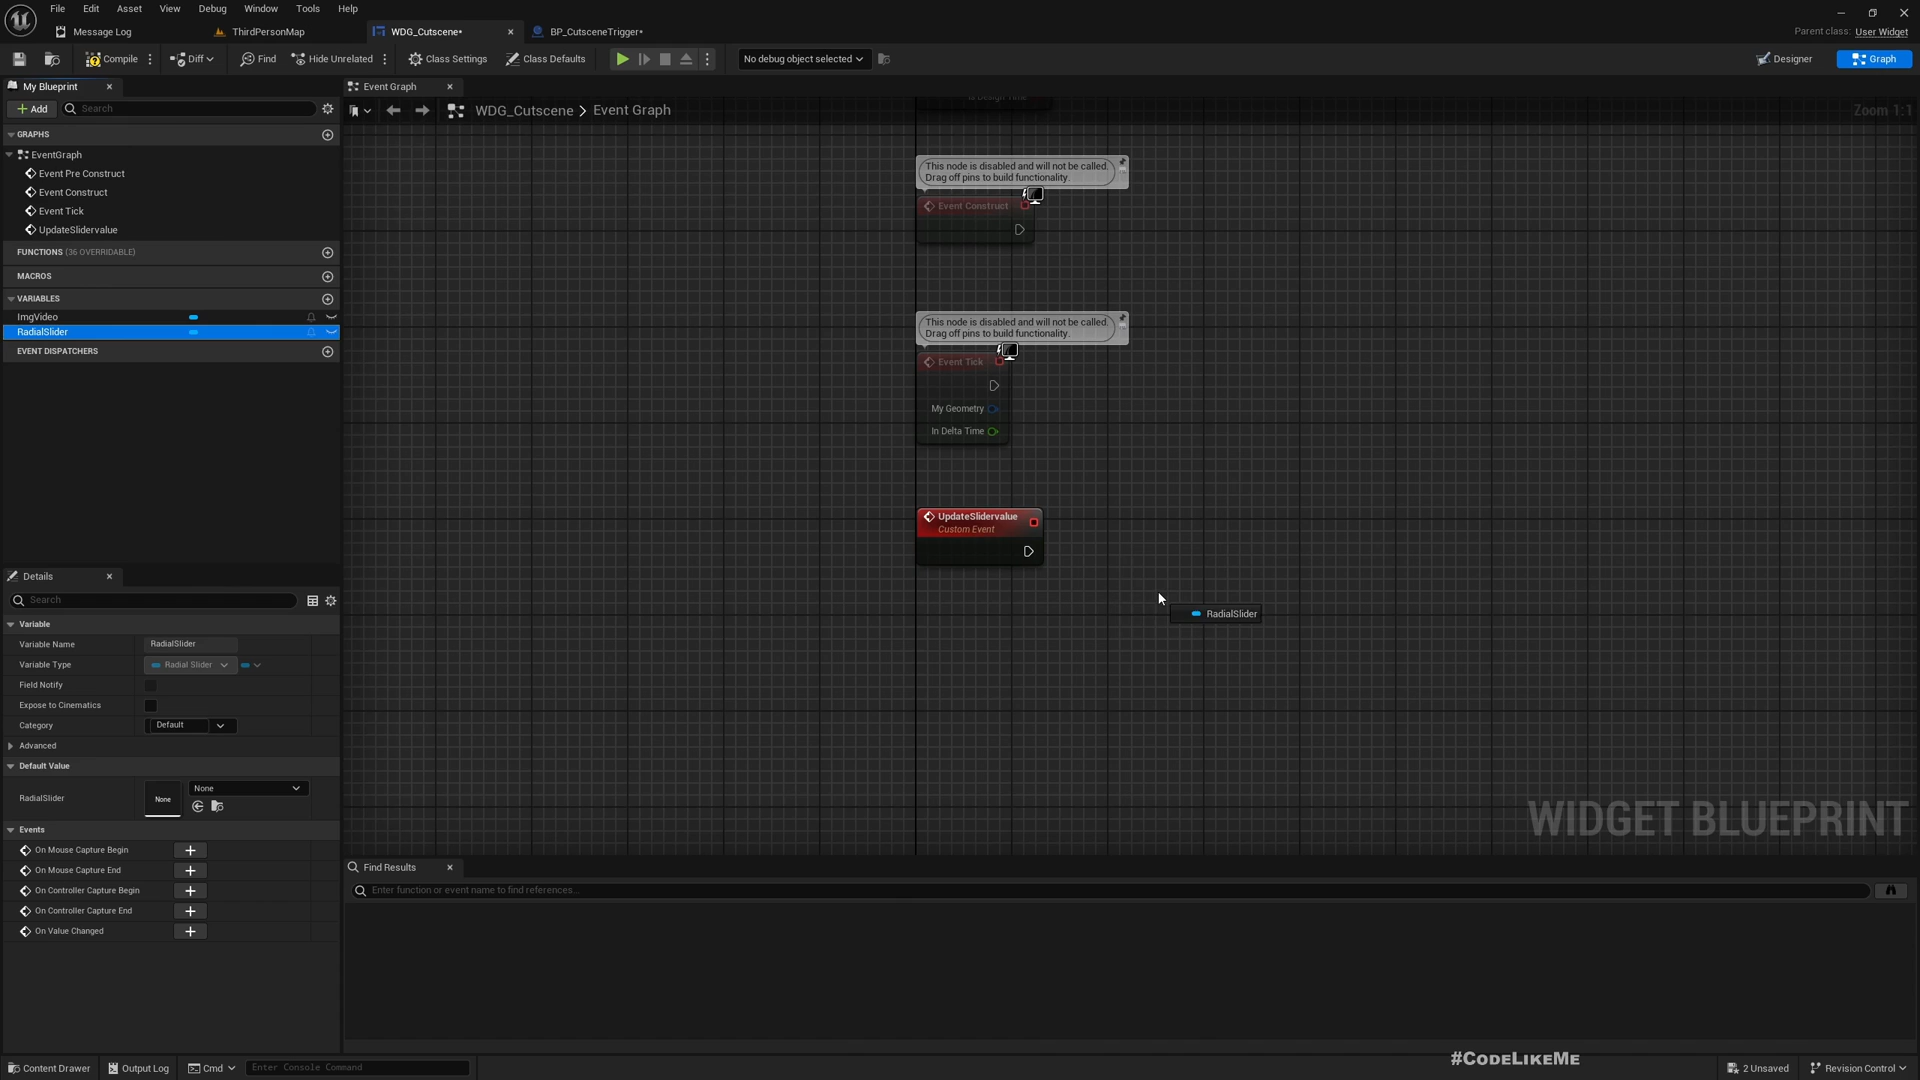 File Edit Asset View Debug Window Tools Help
Message Log ThirdPersonMap WDG_Cutscene• BP_CutsceneTrigger•
Parent class: User Widget
Compile Diff Find Hide Unrelated Class Settings Class Defaults No debug object selected Designer Graph
My Blueprint
Event Graph
Add Search
WDG_Cutscene > Event Graph
Zoom 1:1
GRAPHS
EventGraph
Event Pre Construct
Event Construct
Event Tick
UpdateSlidervalue
FUNCTIONS (36 OVERRIDABLE)
MACROS
VARIABLES
ImgVideo
RadialSlider
EVENT DISPATCHERS
Is Design Time
This node is disabled and will not be called.
Drag off pins to build functionality.
Event Construct
This node is disabled and will not be called.
Drag off pins to build functionality.
Event Tick
My Geometry
In Delta Time
UpdateSlidervalue
Custom Event
RadialSlider
WIDGET BLUEPRINT
Details
Search
Variable
Variable Name RadialSlider
Variable Type Radial Slider
Field Notify
Expose to Cinematics
Category Default
Advanced
Default Value
RadialSlider None None
Events
On Mouse Capture Begin
On Mouse Capture End
On Controller Capture Begin
On Controller Capture End
On Value Changed
Find Results
Enter function or event name to find references...
Content Drawer Output Log Cmd Enter Console Command
#CodeLikeMe
2 Unsaved Revision Control